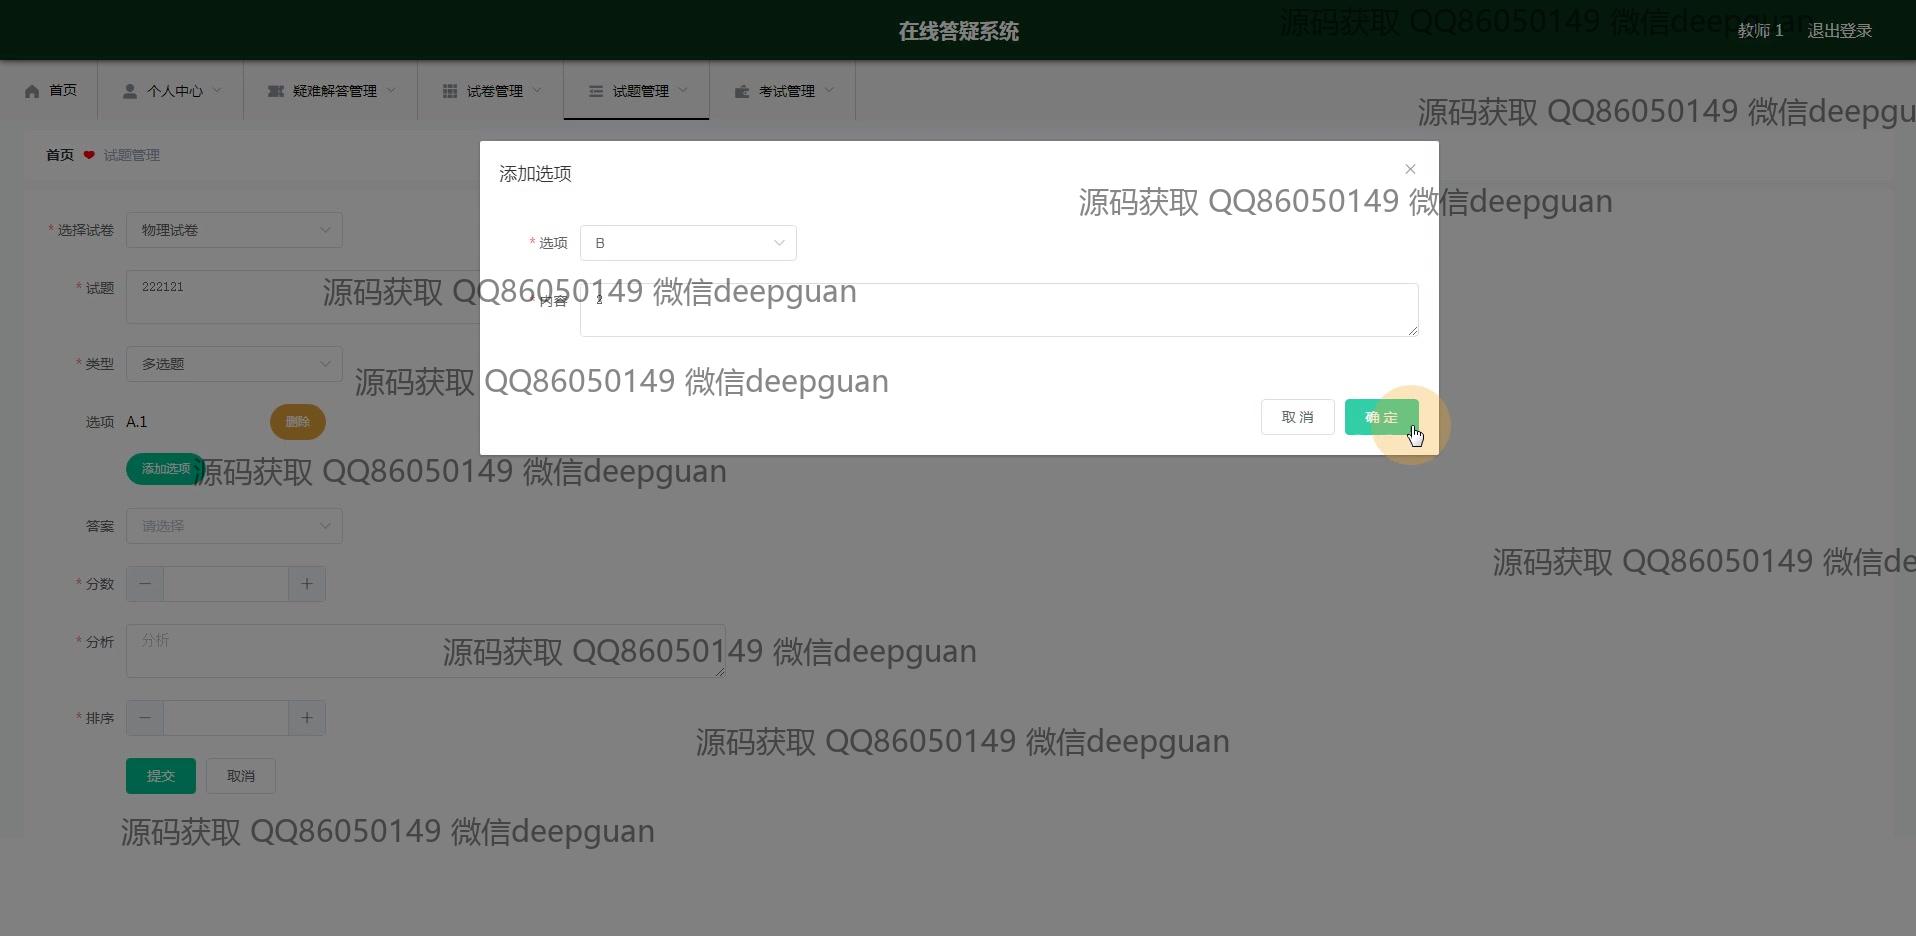 在线答疑系统
源码获取 QQ86050149 微信deepguan
教师 1 退出登录
首页 个人中心 疑难解答管理 试卷管理 试题管理 考试管理
源码获取 QQ86050149 微信deepgu
首页 试题管理
添加选项
源码获取 QQ86050149 微信deepguan
* 选择试卷 物理试卷
* 选项 B
* 试题 222121
源码获取 QQ86050149 微信deepguan
* 内容 2
* 类型 多选题
源码获取 QQ86050149 微信deepguan
取消 确定
选项 A.1 删除
添加选项
源码获取 QQ86050149 微信deepguan
答案 请选择
源码获取 QQ86050149 微信de
* 分数
* 分析 分析
源码获取 QQ86050149 微信deepguan
* 排序
源码获取 QQ86050149 微信deepguan
提交 取消
源码获取 QQ86050149 微信deepguan